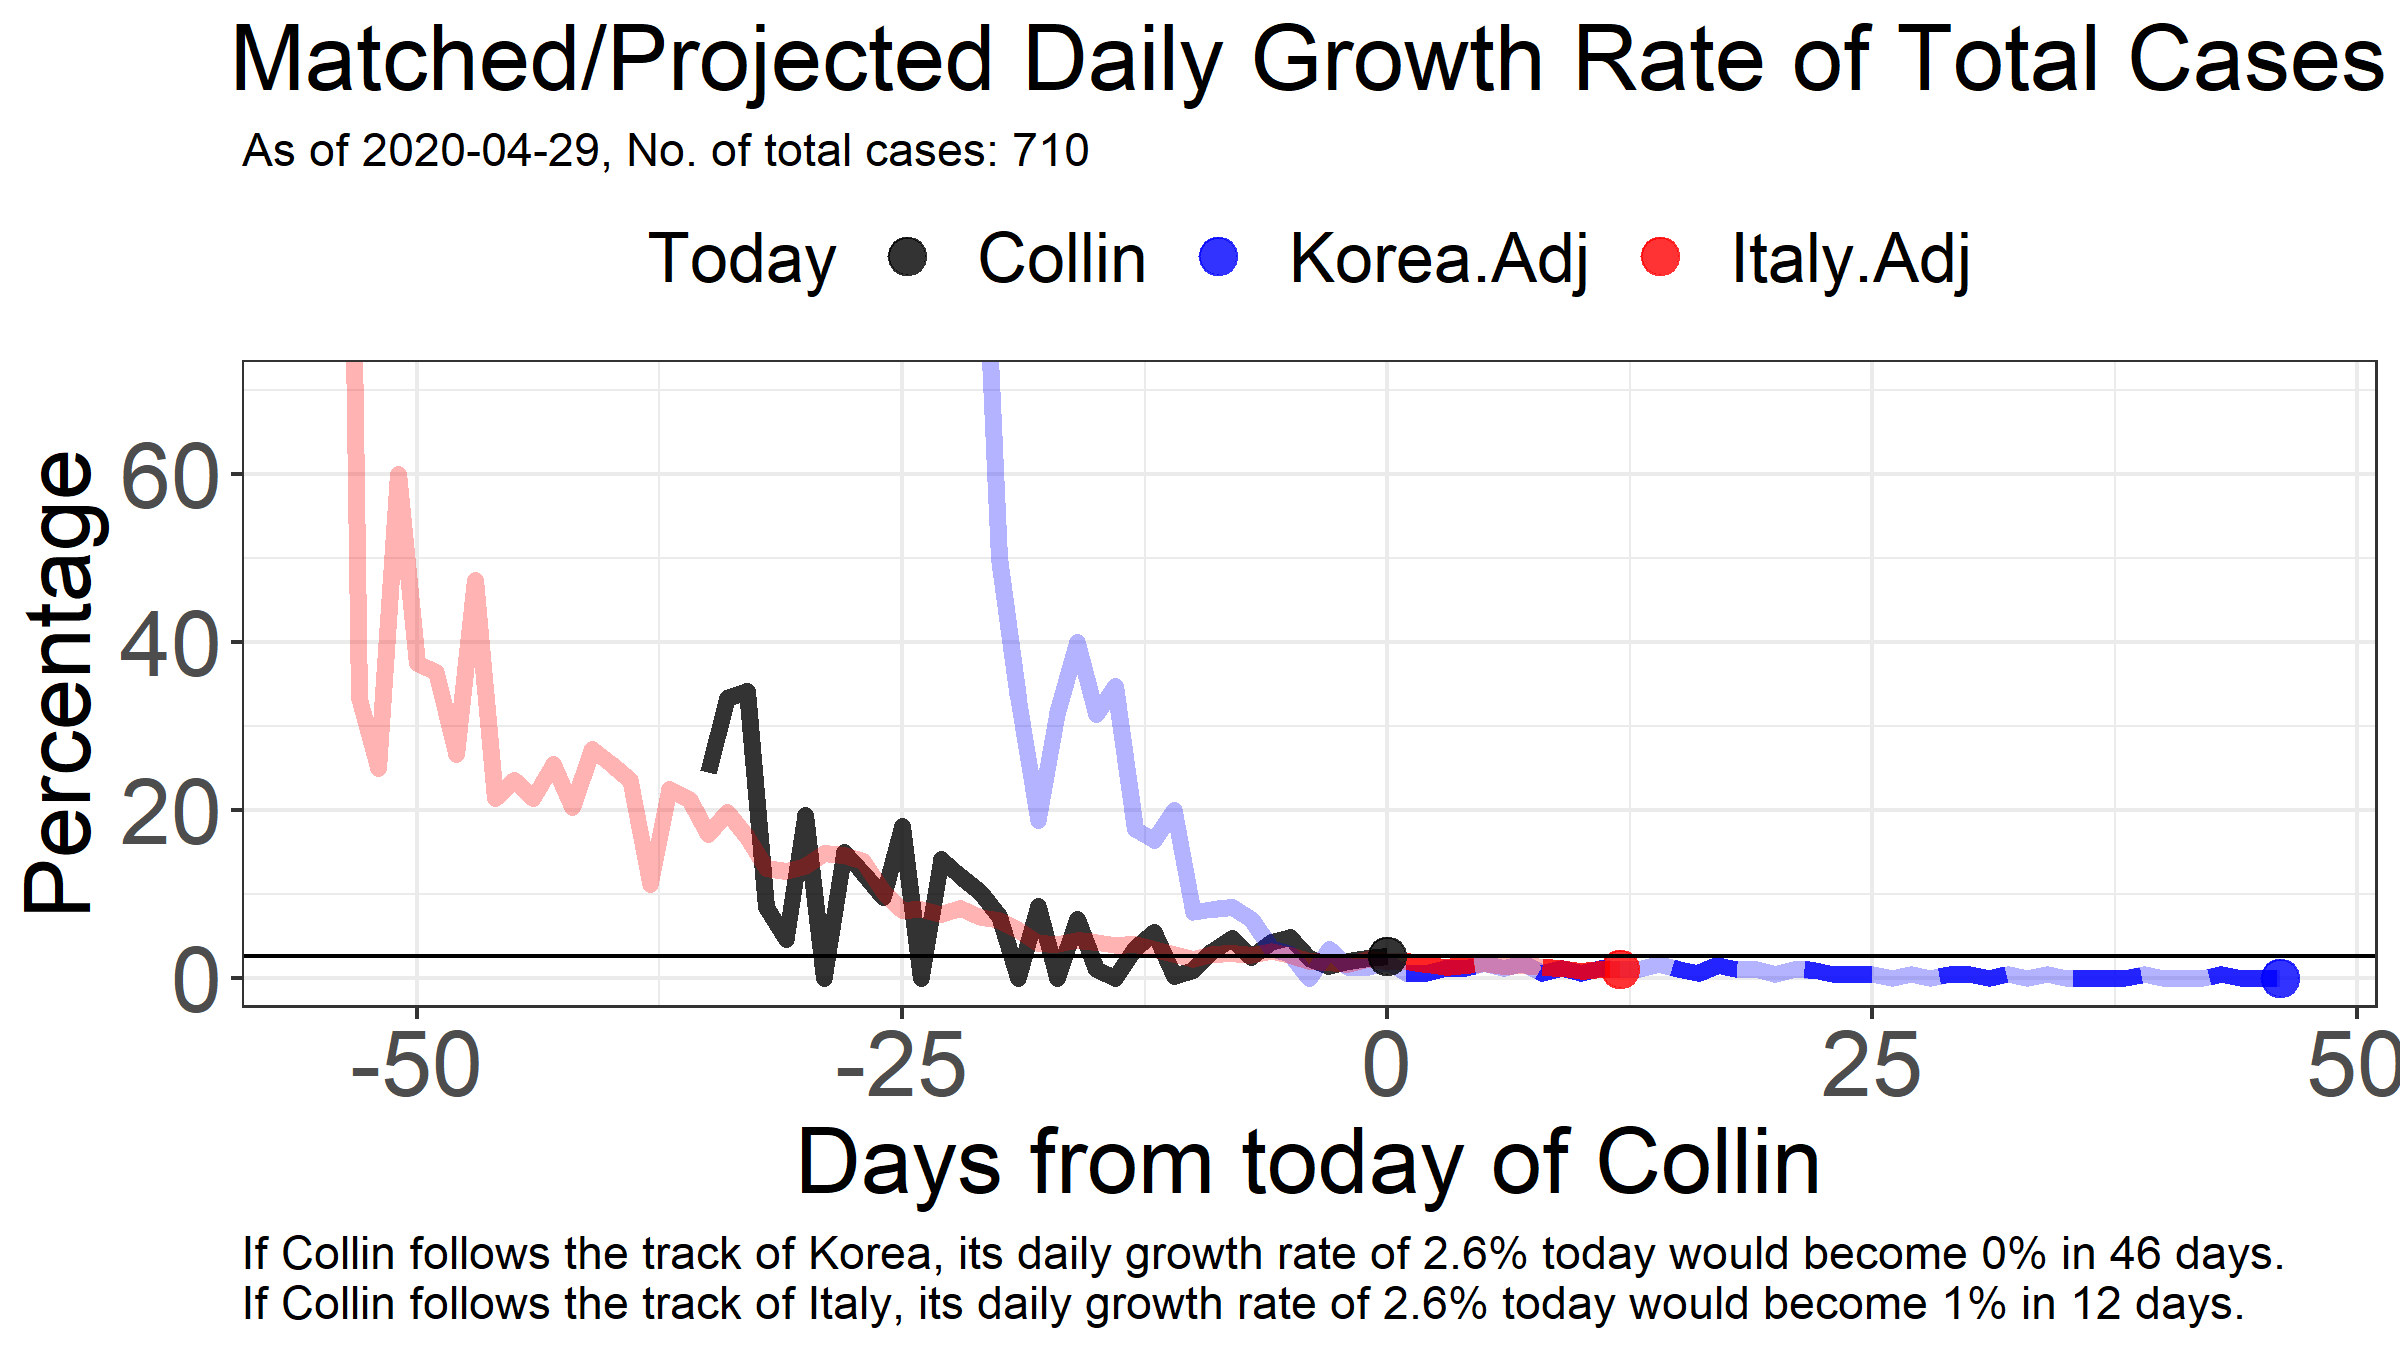 Matched/Projected Daily Growth Rate of Total Cases
As of 2020-04-29, No. of total cases: 710
Today Collin Korea.Adj Italy.Adj
Percentage
60
40
20
0
-50 -25 0 25 50
Days from today of Collin
If Collin follows the track of Korea, its daily growth rate of 2.6% today would become 0% in 46 days.
If Collin follows the track of Italy, its daily growth rate of 2.6% today would become 1% in 12 days.